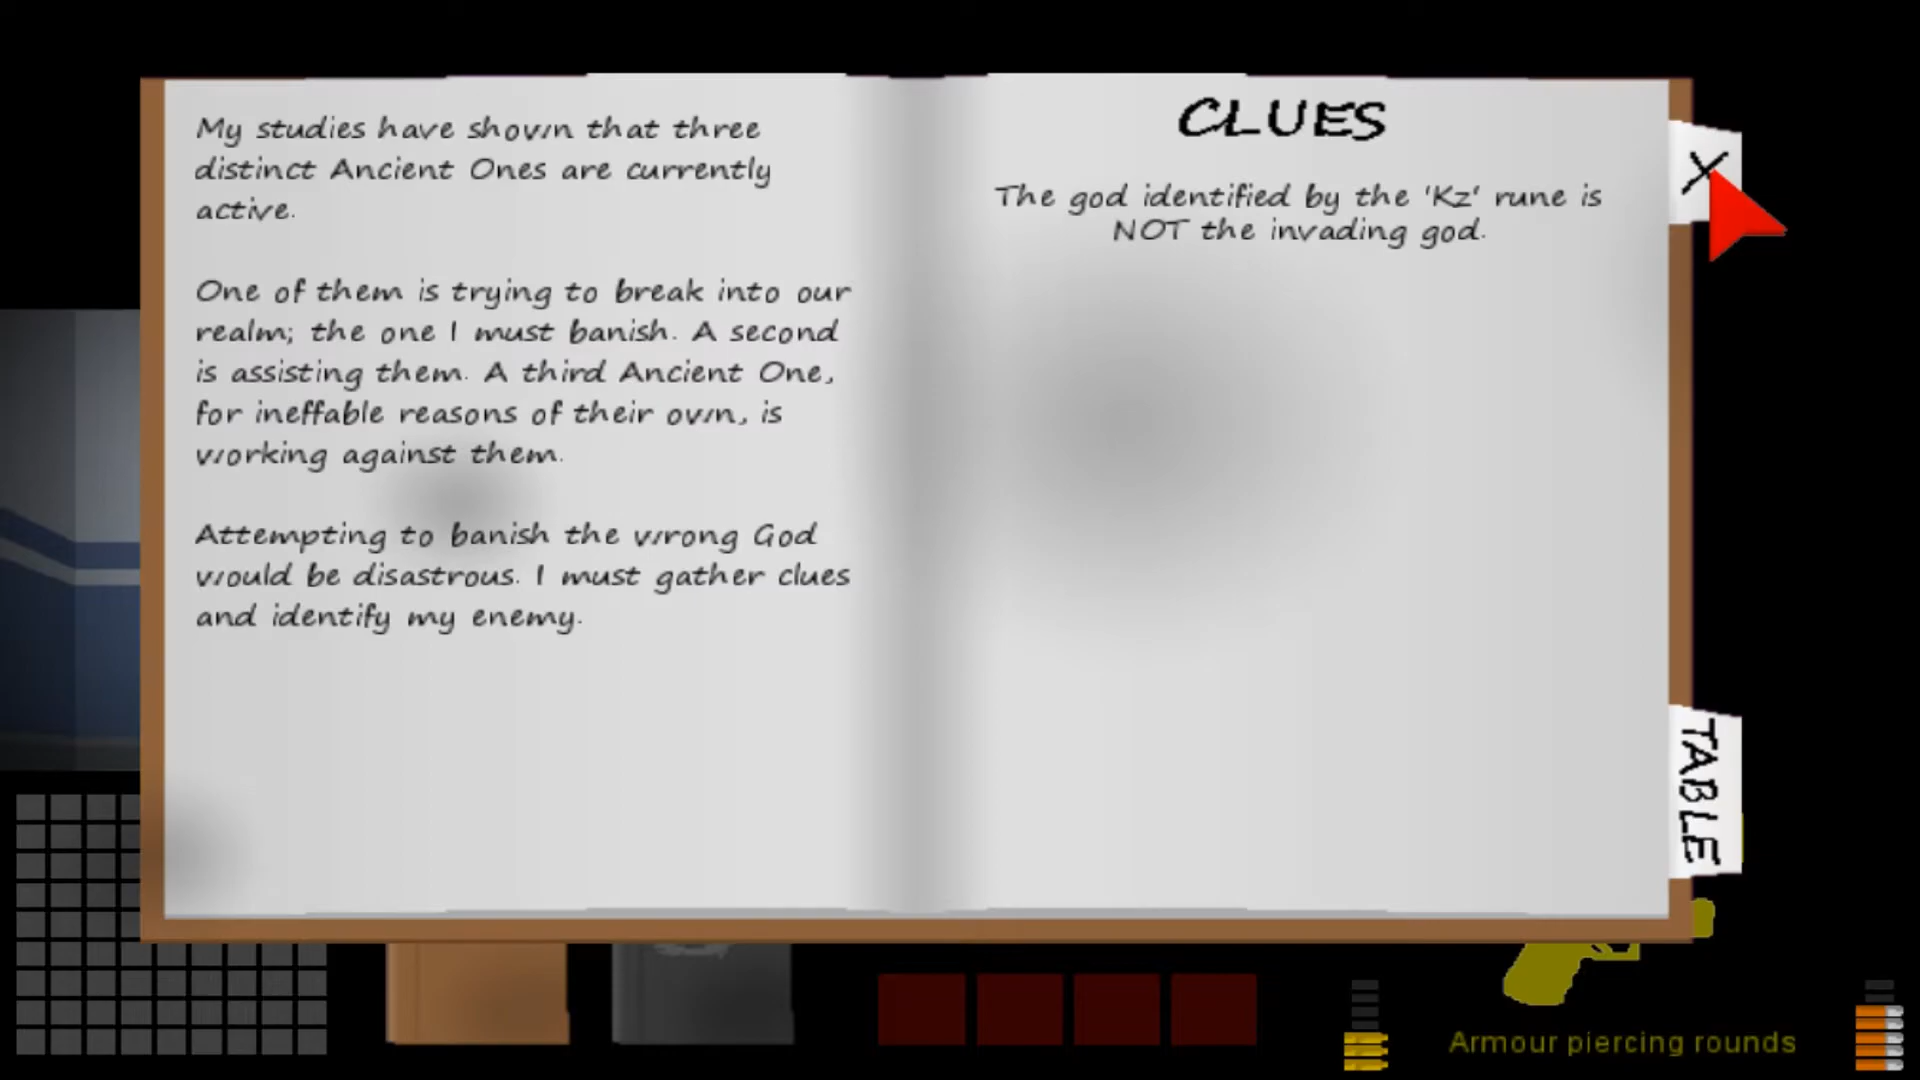 My studies have shown that three
distinct Ancient Ones are currently
active.
One of them is trying to break into our
realm; the one I must banish. A second
is assisting them. A third Ancient One,
for ineffable reasons of their own, is
working against them.
Attempting to banish the wrong God
would be disastrous. I must gather clues
and identify my enemy.
CLUES
The god identified by the 'Kz' rune is
NOT the invading god.
X
TABLE
Armour piercing rounds